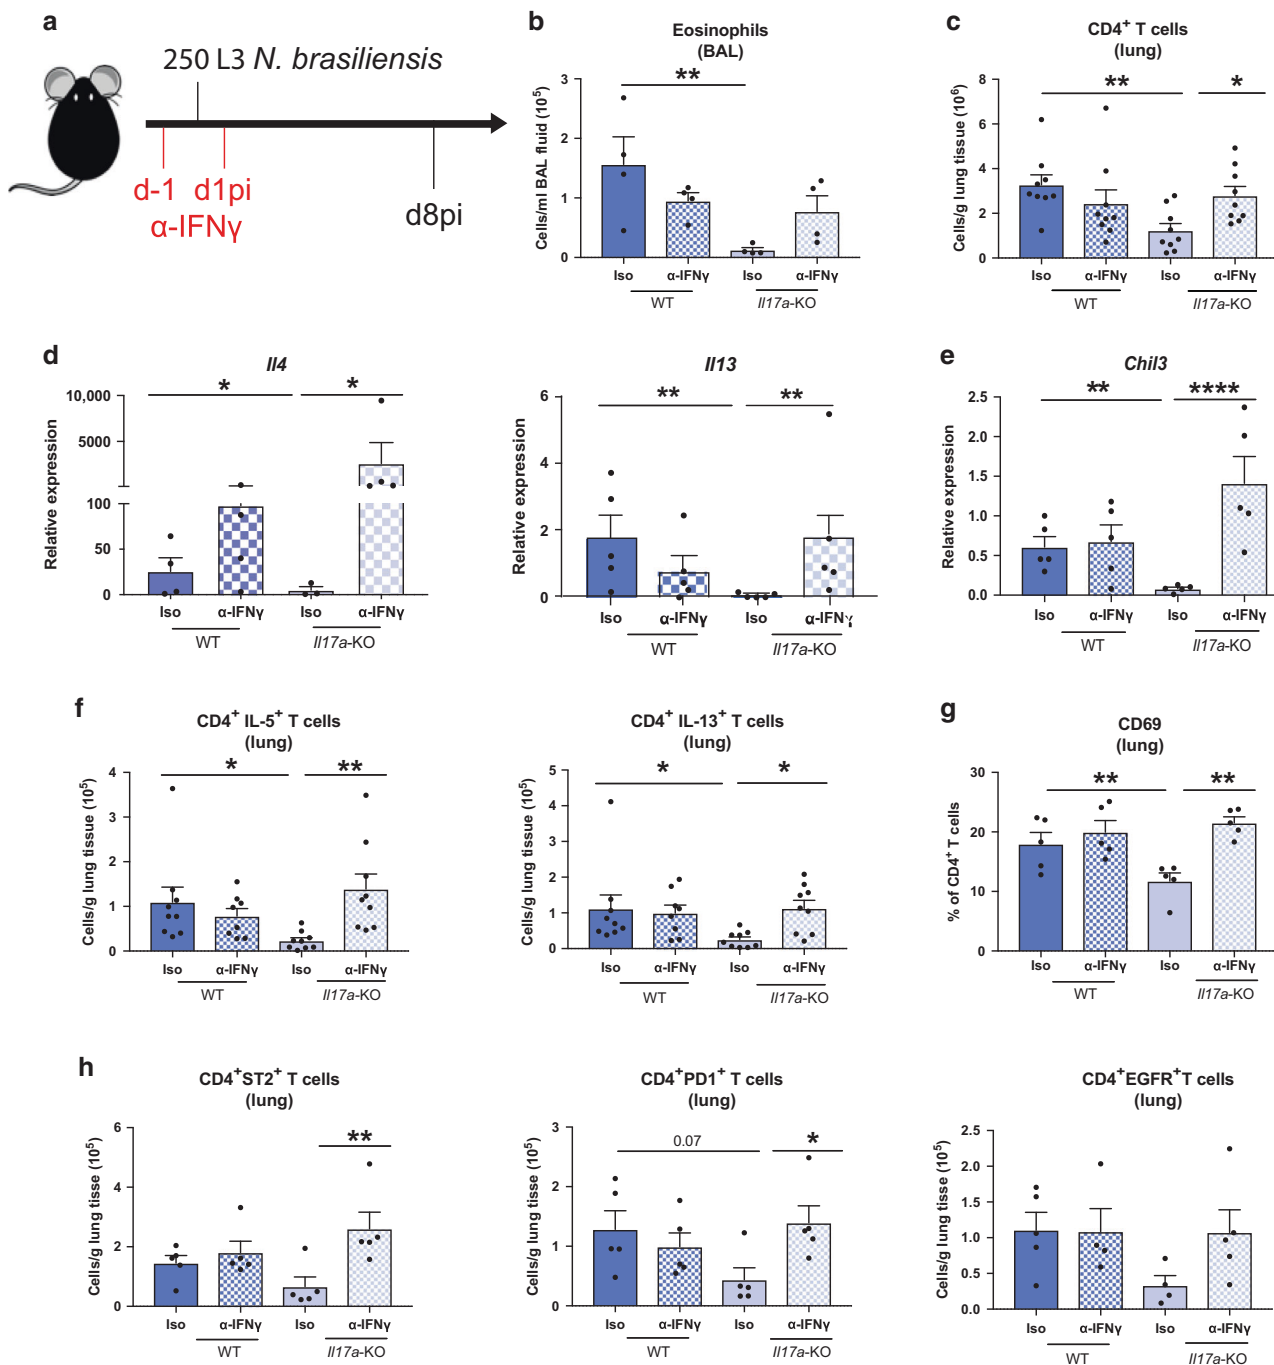 a
250 L3 N. brasiliensis
d-1 d1pi
α-IFNγ
d8pi
b
Eosinophils
(BAL)
**
Cells/ml BAL fluid (10⁵)
3
2
1
0
Iso α-IFNγ Iso α-IFNγ
WT Il17a-KO
c
CD4⁺ T cells
(lung)
** *
Cells/g lung tissue (10⁶)
8
6
4
2
0
Iso α-IFNγ Iso α-IFNγ
WT Il17a-KO
d
Il4
* *
Relative expression
10,000
5000
100
50
0
Iso α-IFNγ Iso α-IFNγ
WT Il17a-KO
Il13
** **
Relative expression
6
4
2
0
Iso α-IFNγ Iso α-IFNγ
WT Il17a-KO
e
Chil3
** ****
Relative expression
2.5
2.0
1.5
1.0
0.5
0.0
Iso α-IFNγ Iso α-IFNγ
WT Il17a-KO
f
CD4⁺ IL-5⁺ T cells
(lung)
* **
Cells/g lung tissue (10⁵)
4
3
2
1
0
Iso α-IFNγ Iso α-IFNγ
WT Il17a-KO
CD4⁺ IL-13⁺ T cells
(lung)
* *
Cells/g lung tissue (10⁵)
5
4
3
2
1
0
Iso α-IFNγ Iso α-IFNγ
WT Il17a-KO
g
CD69
(lung)
** **
% of CD4⁺ T cells
30
20
10
0
Iso α-IFNγ Iso α-IFNγ
WT Il17a-KO
h
CD4⁺ST2⁺ T cells
(lung)
**
Cells/g lung tisse (10⁵)
6
4
2
0
Iso α-IFNγ Iso α-IFNγ
WT Il17a-KO
CD4⁺PD1⁺ T cells
(lung)
0.07 *
Cells/g lung tisse (10⁵)
3
2
1
0
Iso α-IFNγ Iso α-IFNγ
WT Il17a-KO
CD4⁺EGFR⁺T cells
(lung)
Cells/g lung tisse (10⁵)
2.5
2.0
1.5
1.0
0.5
0.0
Iso α-IFNγ Iso α-IFNγ
WT Il17a-KO